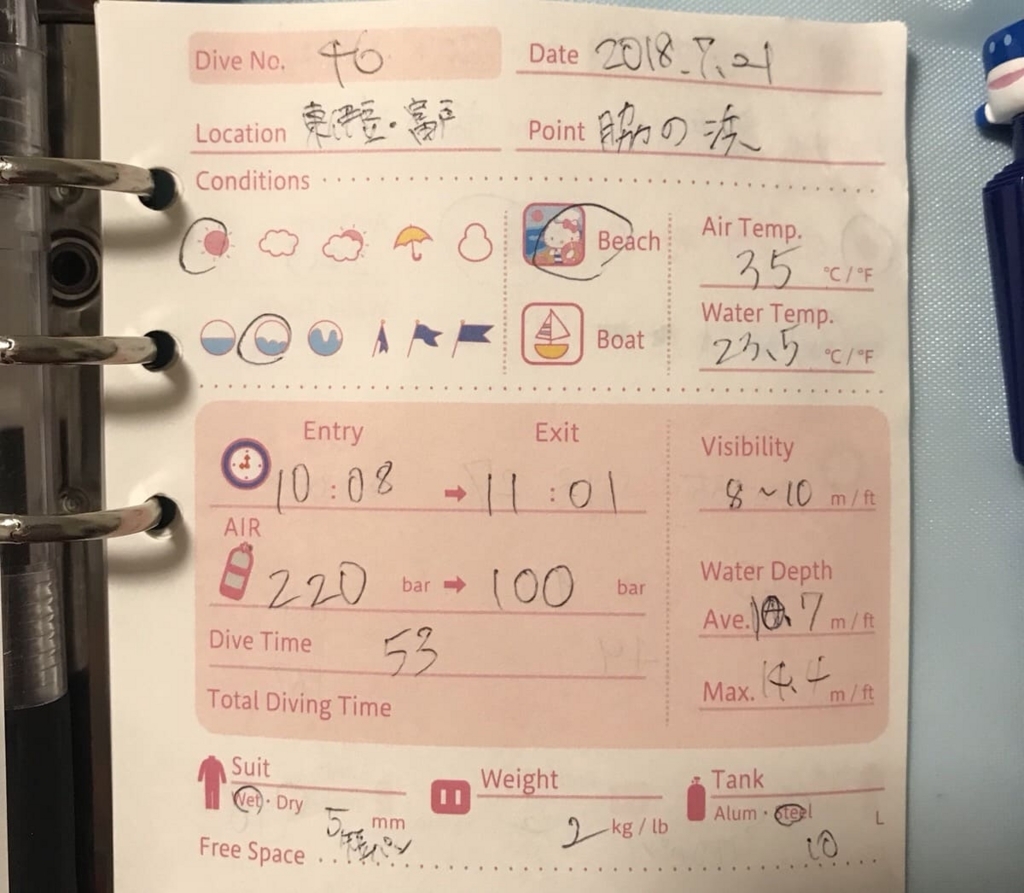 Dive No. 46 Date 2018.7.21
Location 東伊豆・富戸 Point 脇の浜
Conditions
Beach Air Temp.
35 °C/°F
Water Temp.
Boat 23.5 °C/°F
Entry Exit Visibility
10:08 → 11:01 8~10 m/ft
AIR
220 bar → 100 bar Water Depth
Ave. 10.7 m/ft
Dive Time 53
Max. 14.4 m/ft
Total Diving Time
Suit Weight Tank
Wet・Dry Alum・Steel
5 mm 2 kg/lb 10 L
Free Space